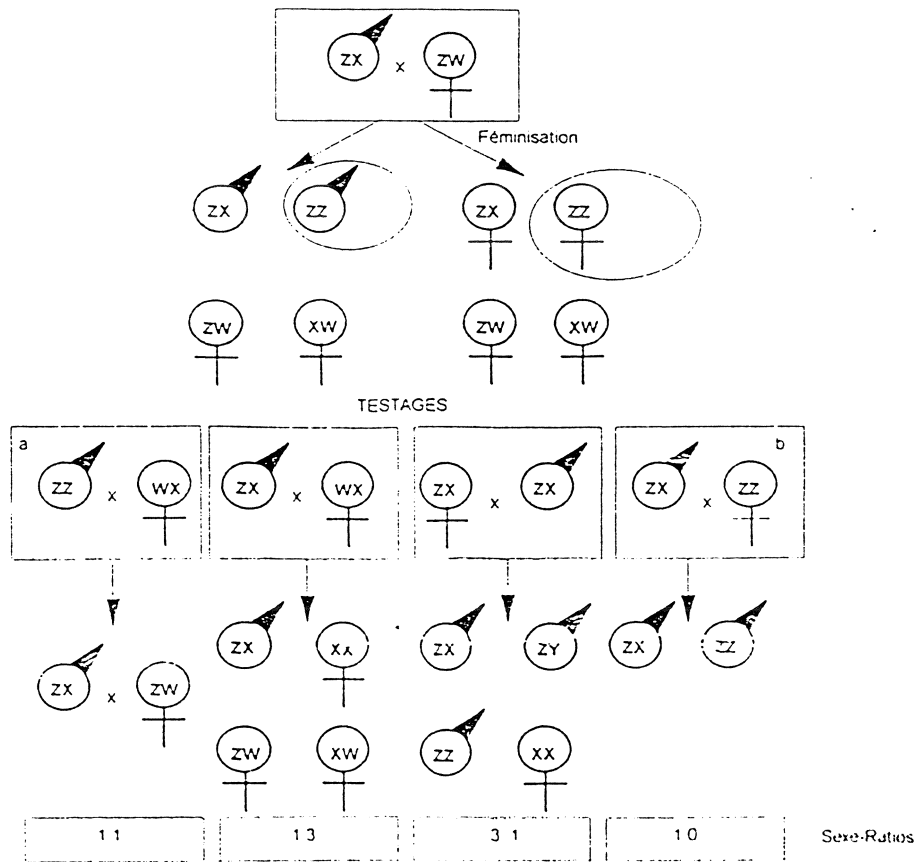 ZX x ZW
Féminisation
ZX ZZ ZX ZZ
ZW XW ZW XW
TESTAGES
a b
ZZ x WX ZX x WX ZX x ZX ZX x ZZ
ZX XX ZX ZY ZX ZZ
ZX x ZW
ZW XW ZZ XX
1 1 1 3 3 1 1 0 Sexe-Ratios